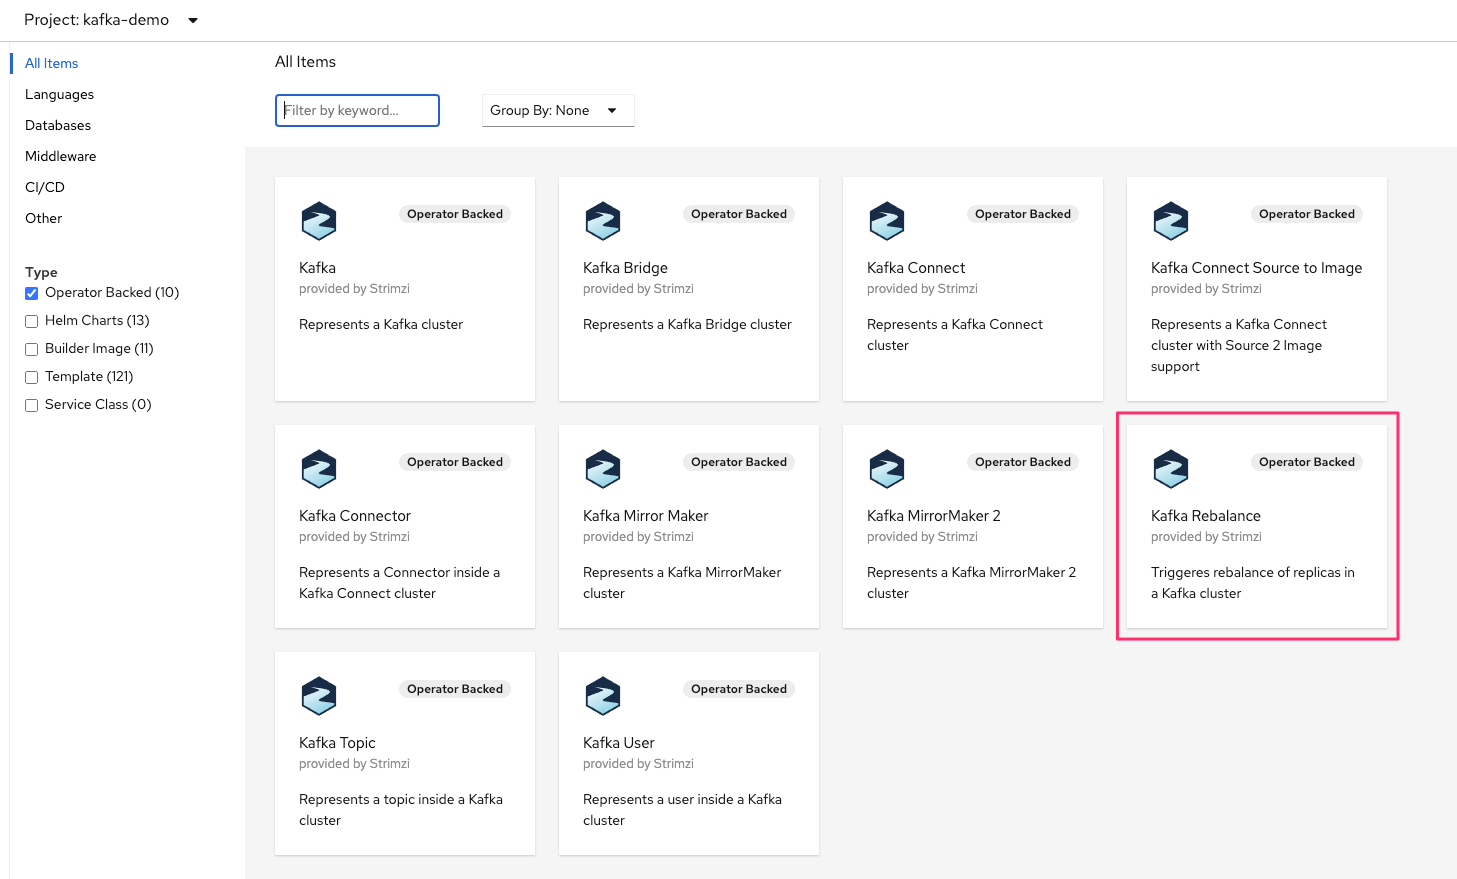 Project: kafka-demo
All Items
Languages
Databases
Middleware
CI/CD
Other
Type
Operator Backed (10)
Helm Charts (13)
Builder Image (11)
Template (121)
Service Class (0)
All Items
Filter by keyword...
Group By: None
Operator Backed
Kafka
provided by Strimzi
Represents a Kafka cluster
Operator Backed
Kafka Bridge
provided by Strimzi
Represents a Kafka Bridge cluster
Operator Backed
Kafka Connect
provided by Strimzi
Represents a Kafka Connect
cluster
Operator Backed
Kafka Connect Source to Image
provided by Strimzi
Represents a Kafka Connect
cluster with Source 2 Image
support
Operator Backed
Kafka Connector
provided by Strimzi
Represents a Connector inside a
Kafka Connect cluster
Operator Backed
Kafka Mirror Maker
provided by Strimzi
Represents a Kafka MirrorMaker
cluster
Operator Backed
Kafka MirrorMaker 2
provided by Strimzi
Represents a Kafka MirrorMaker 2
cluster
Operator Backed
Kafka Rebalance
provided by Strimzi
Triggeres rebalance of replicas in
a Kafka cluster
Operator Backed
Kafka Topic
provided by Strimzi
Represents a topic inside a Kafka
cluster
Operator Backed
Kafka User
provided by Strimzi
Represents a user inside a Kafka
cluster